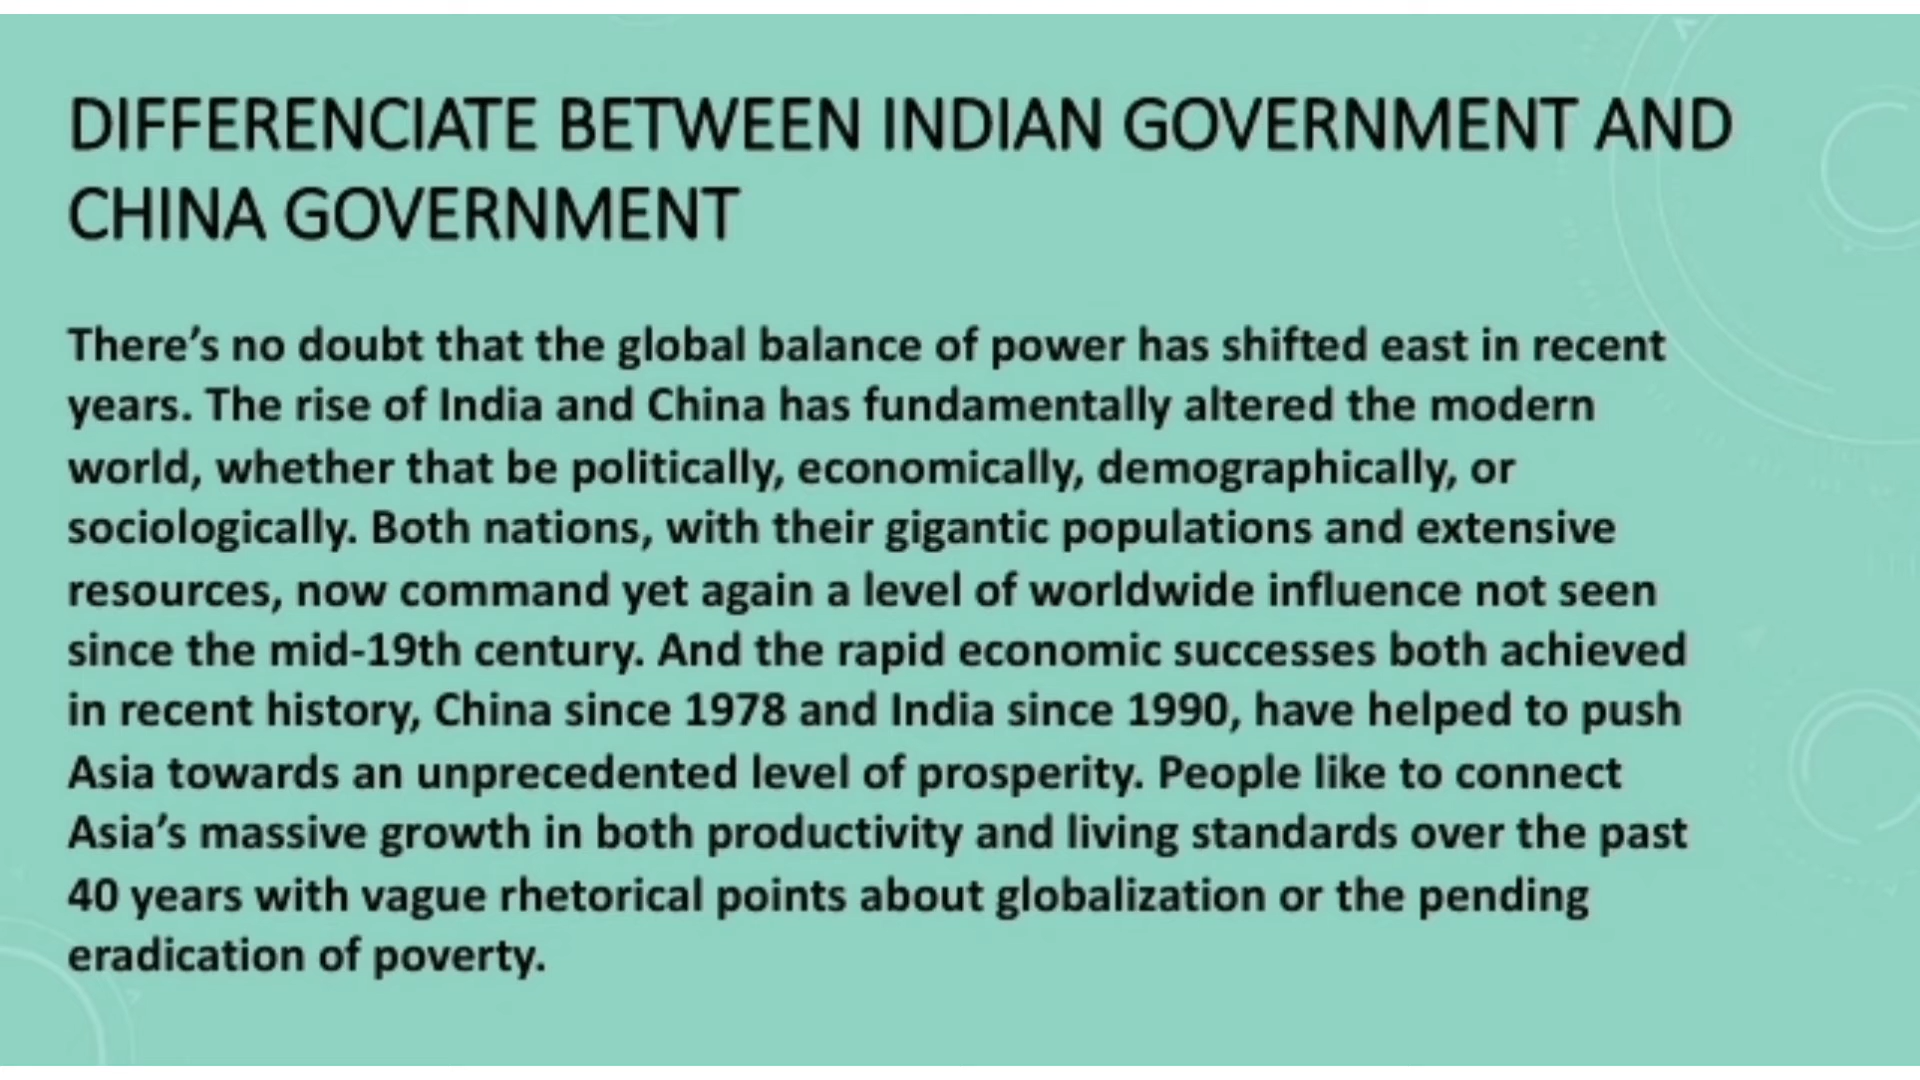 DIFFERENCIATE BETWEEN INDIAN GOVERNMENT AND
CHINA GOVERNMENT
There’s no doubt that the global balance of power has shifted east in recent
years. The rise of India and China has fundamentally altered the modern
world, whether that be politically, economically, demographically, or
sociologically. Both nations, with their gigantic populations and extensive
resources, now command yet again a level of worldwide influence not seen
since the mid-19th century. And the rapid economic successes both achieved
in recent history, China since 1978 and India since 1990, have helped to push
Asia towards an unprecedented level of prosperity. People like to connect
Asia’s massive growth in both productivity and living standards over the past
40 years with vague rhetorical points about globalization or the pending
eradication of poverty.